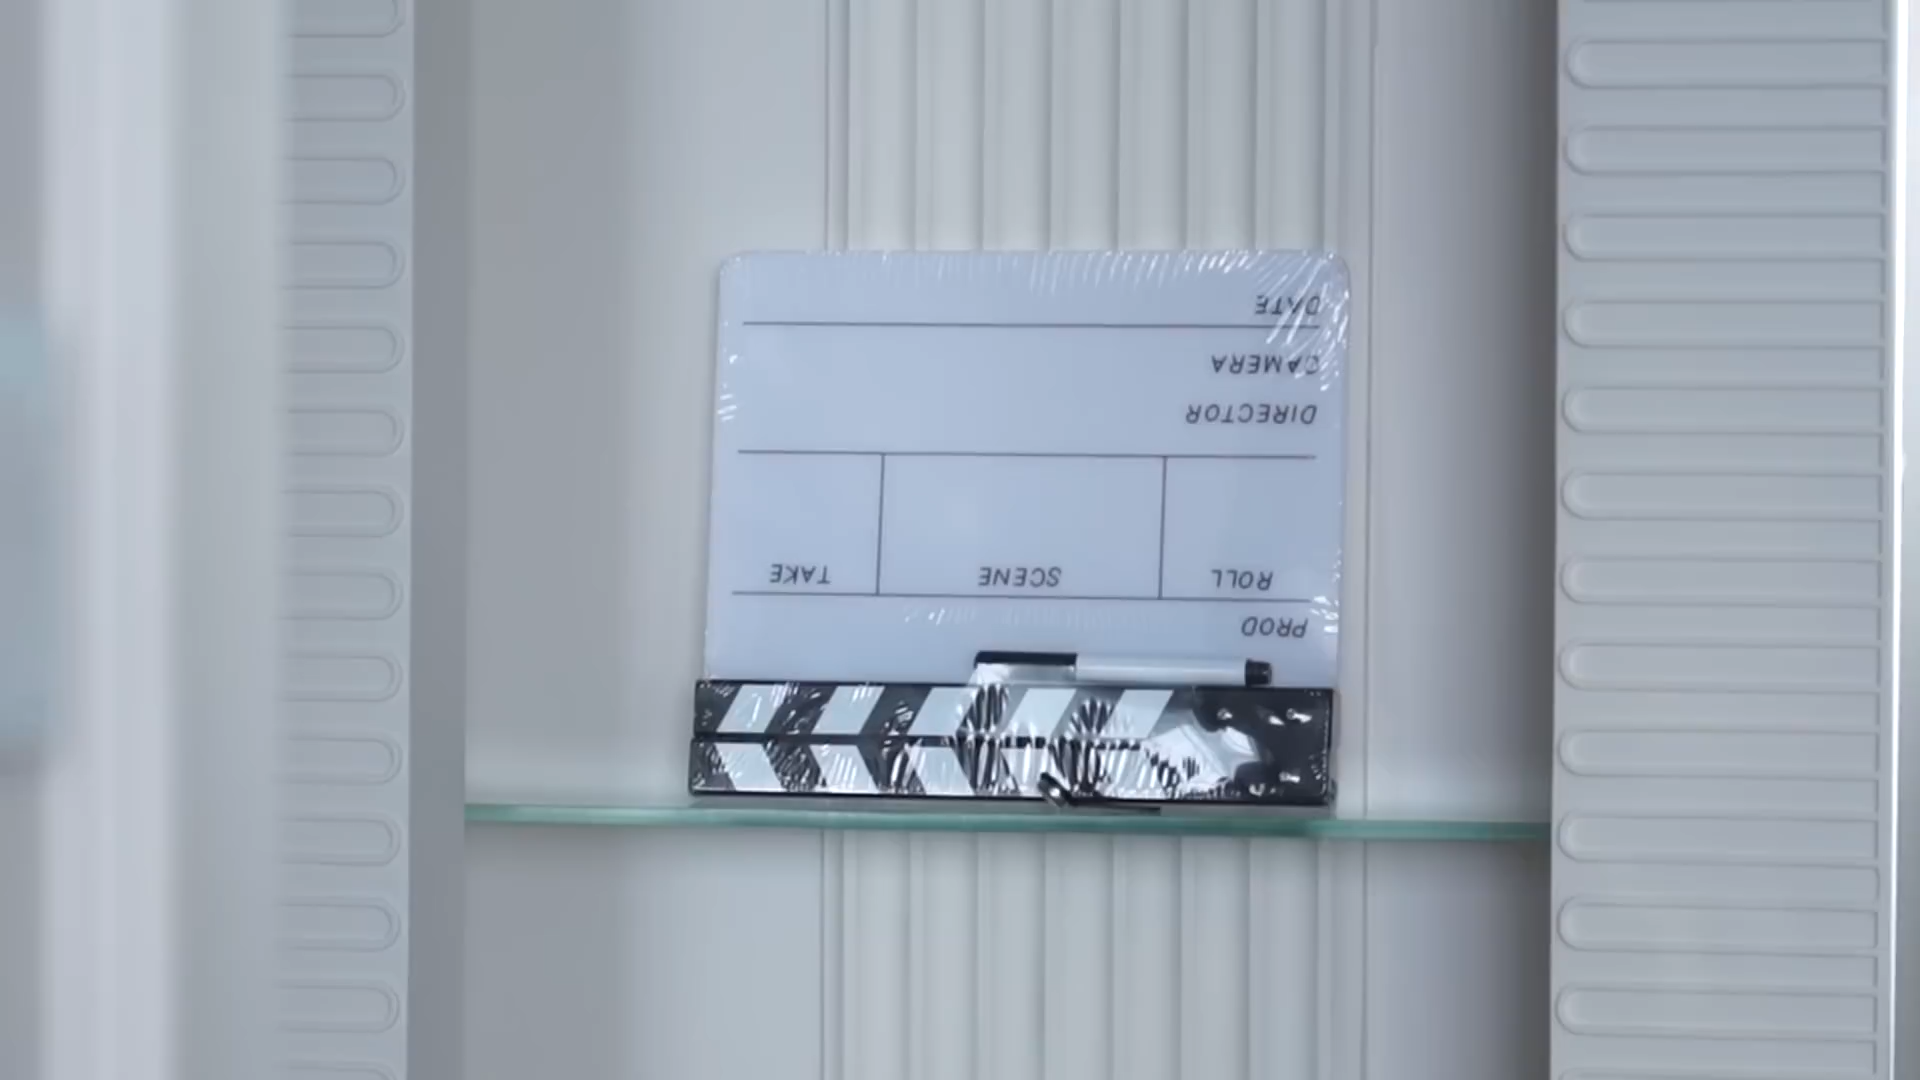 PROD
ROLL SCENE TAKE
DIRECTOR
CAMERA
DATE